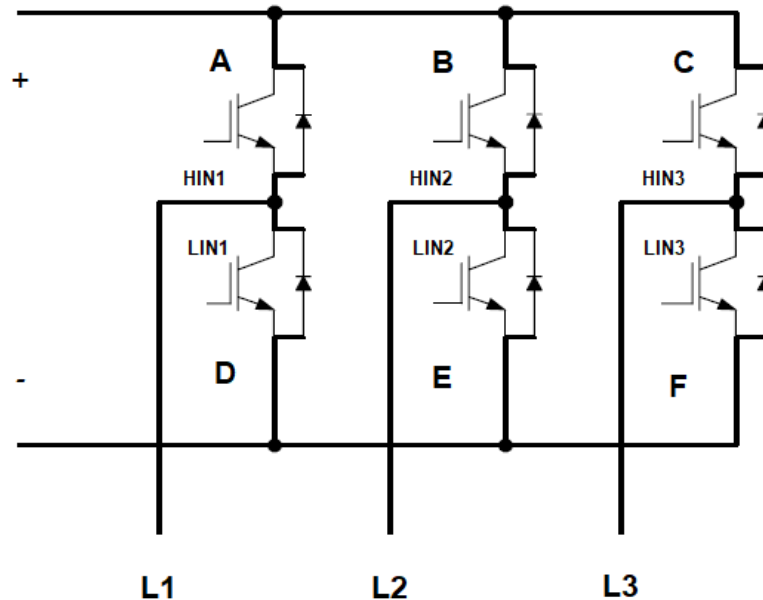 A B C
+
HIN1 HIN2 HIN3
LIN1 LIN2 LIN3
-
D E F
L1 L2 L3